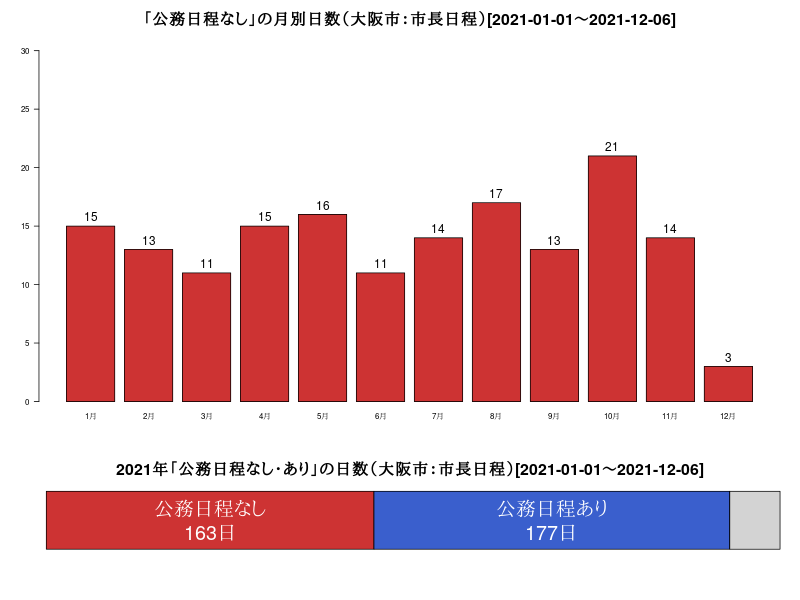 「公務日程なし」の月別日数（大阪市：市長日程）[2021-01-01〜2021-12-06]
30
25
20
15
10
5
0
15
13
11
15
16
11
14
17
13
21
14
3
1月
2月
3月
4月
5月
6月
7月
8月
9月
10月
11月
12月
2021年「公務日程なし・あり」の日数（大阪市：市長日程）[2021-01-01〜2021-12-06]
公務日程なし
163日
公務日程あり
177日